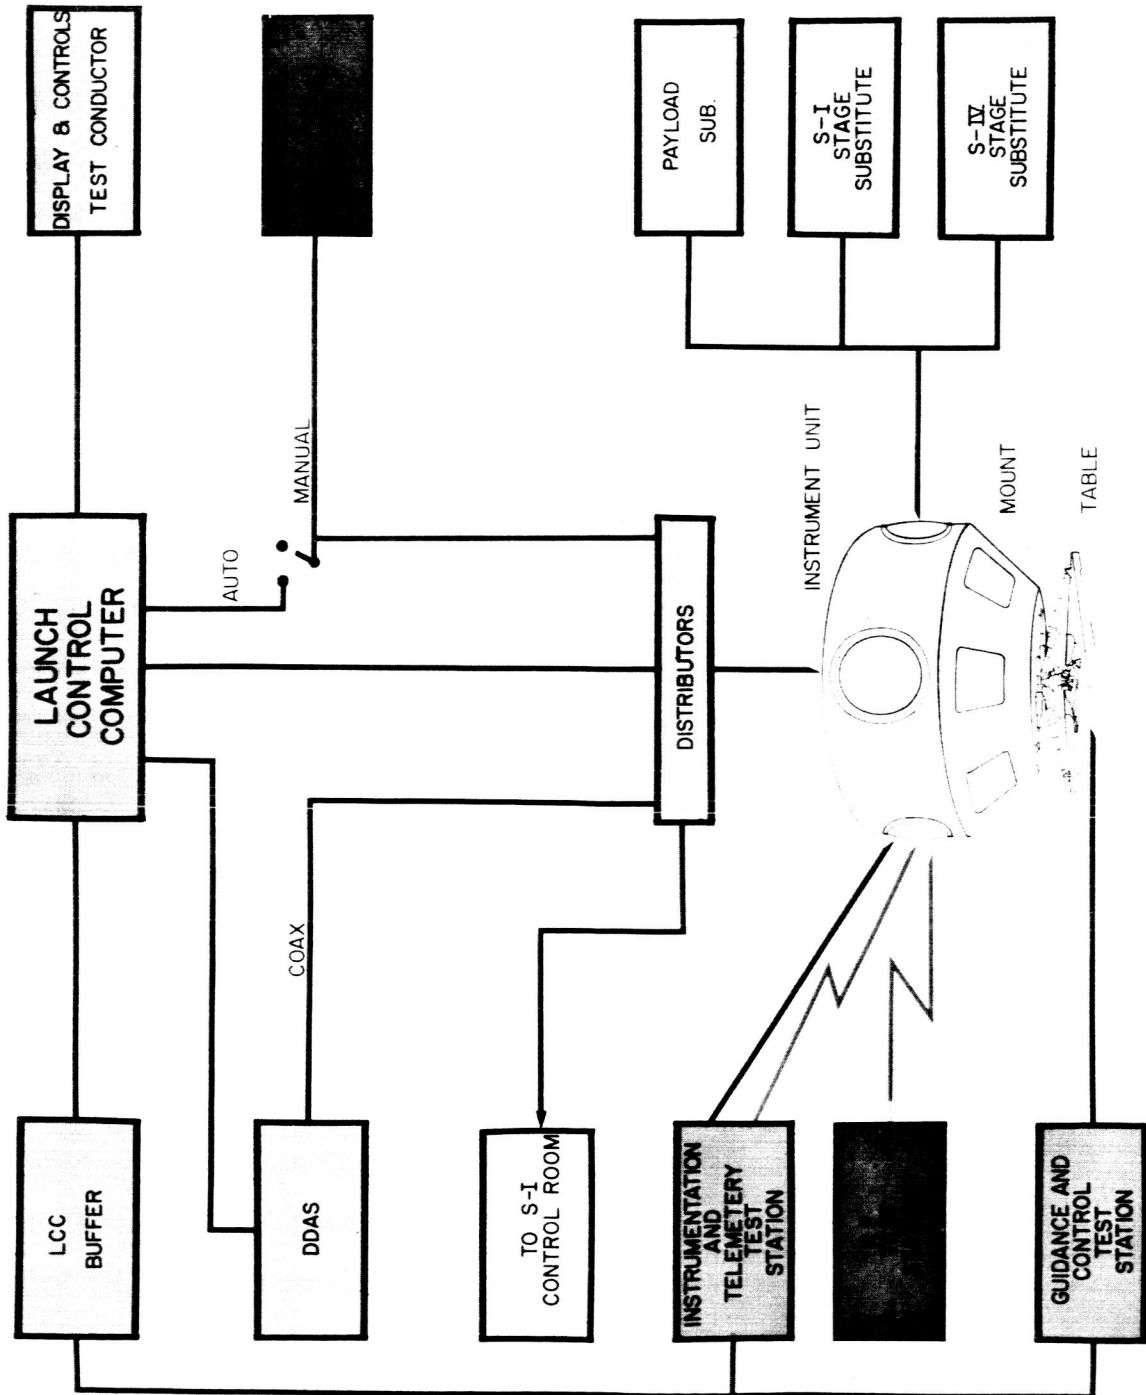 LCC
BUFFER
LAUNCH
CONTROL
COMPUTER
DISPLAY & CONTROLS
TEST CONDUCTOR
DDAS
COAX
AUTO
MANUAL
TO S-I
CONTROL ROOM
DISTRIBUTORS
INSTRUMENTATION
AND
TELEMETERY
TEST
STATION
INSTRUMENT UNIT
MOUNT
TABLE
PAYLOAD
SUB.
S-I
STAGE
SUBSTITUTE
S-IV
STAGE
SUBSTITUTE
GUIDANCE AND
CONTROL
TEST
STATION